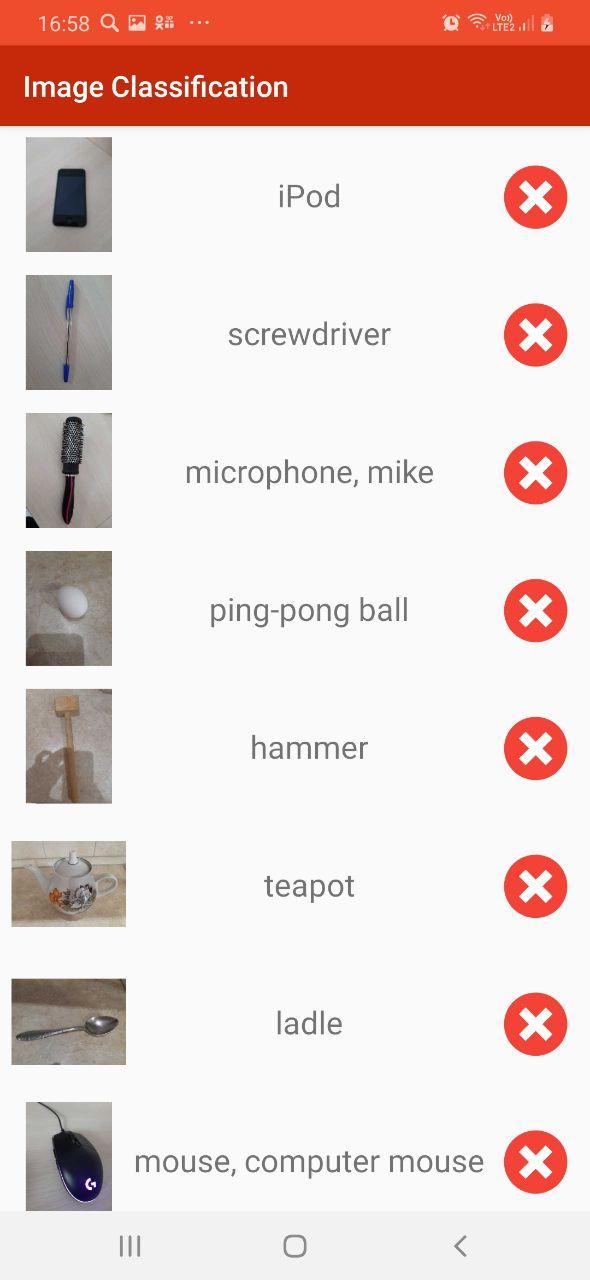 16:58
Vo))
LTE2
Image Classification
iPod
screwdriver
microphone, mike
ping-pong ball
hammer
teapot
ladle
mouse, computer mouse